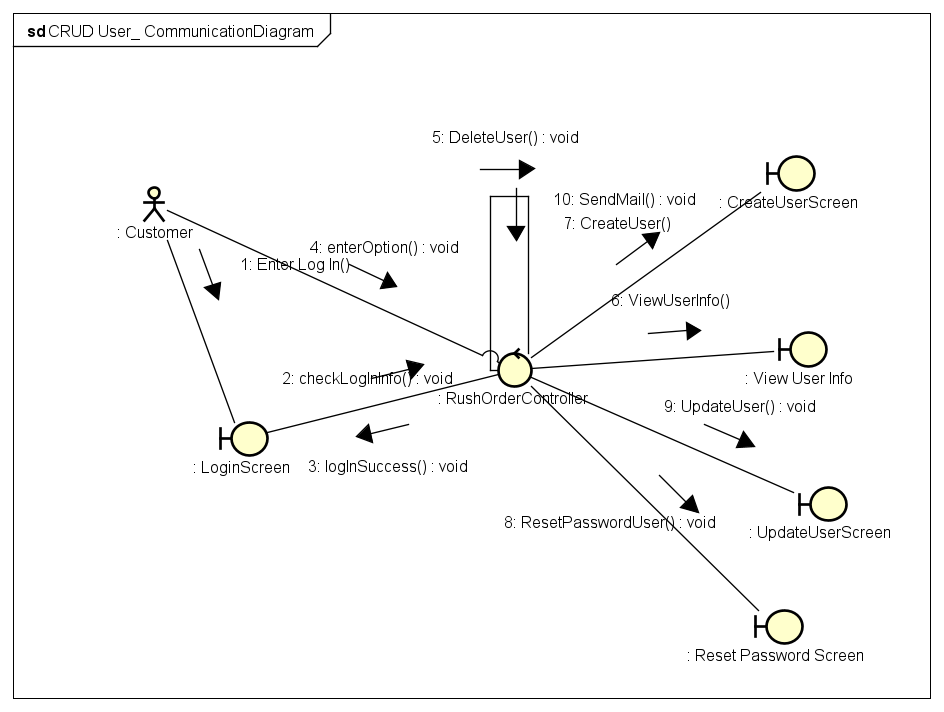 sd CRUD User_ CommunicationDiagram
5: DeleteUser() : void
10: SendMail() : void
: CreateUserScreen
7: CreateUser()
: Customer
4: enterOption() : void
1: Enter Log In()
6: ViewUserInfo()
2: checkLogInInfo() : void
: View User Info
: RushOrderController
9: UpdateUser() : void
: LoginScreen
3: logInSuccess() : void
8: ResetPasswordUser() : void
: UpdateUserScreen
: Reset Password Screen